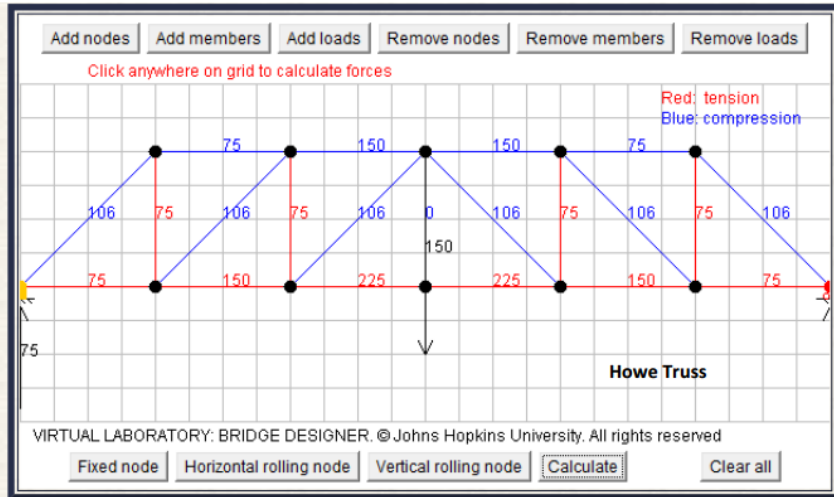 Add nodes Add members Add loads Remove nodes Remove members Remove loads
Click anywhere on grid to calculate forces
Red: tension
Blue: compression
75 150 150 75
106 75 106 75 106 0 106 75 106 75 106
150
75 150 225 225 150 75
75
Howe Truss
VIRTUAL LABORATORY: BRIDGE DESIGNER. © Johns Hopkins University. All rights reserved
Fixed node Horizontal rolling node Vertical rolling node Calculate Clear all